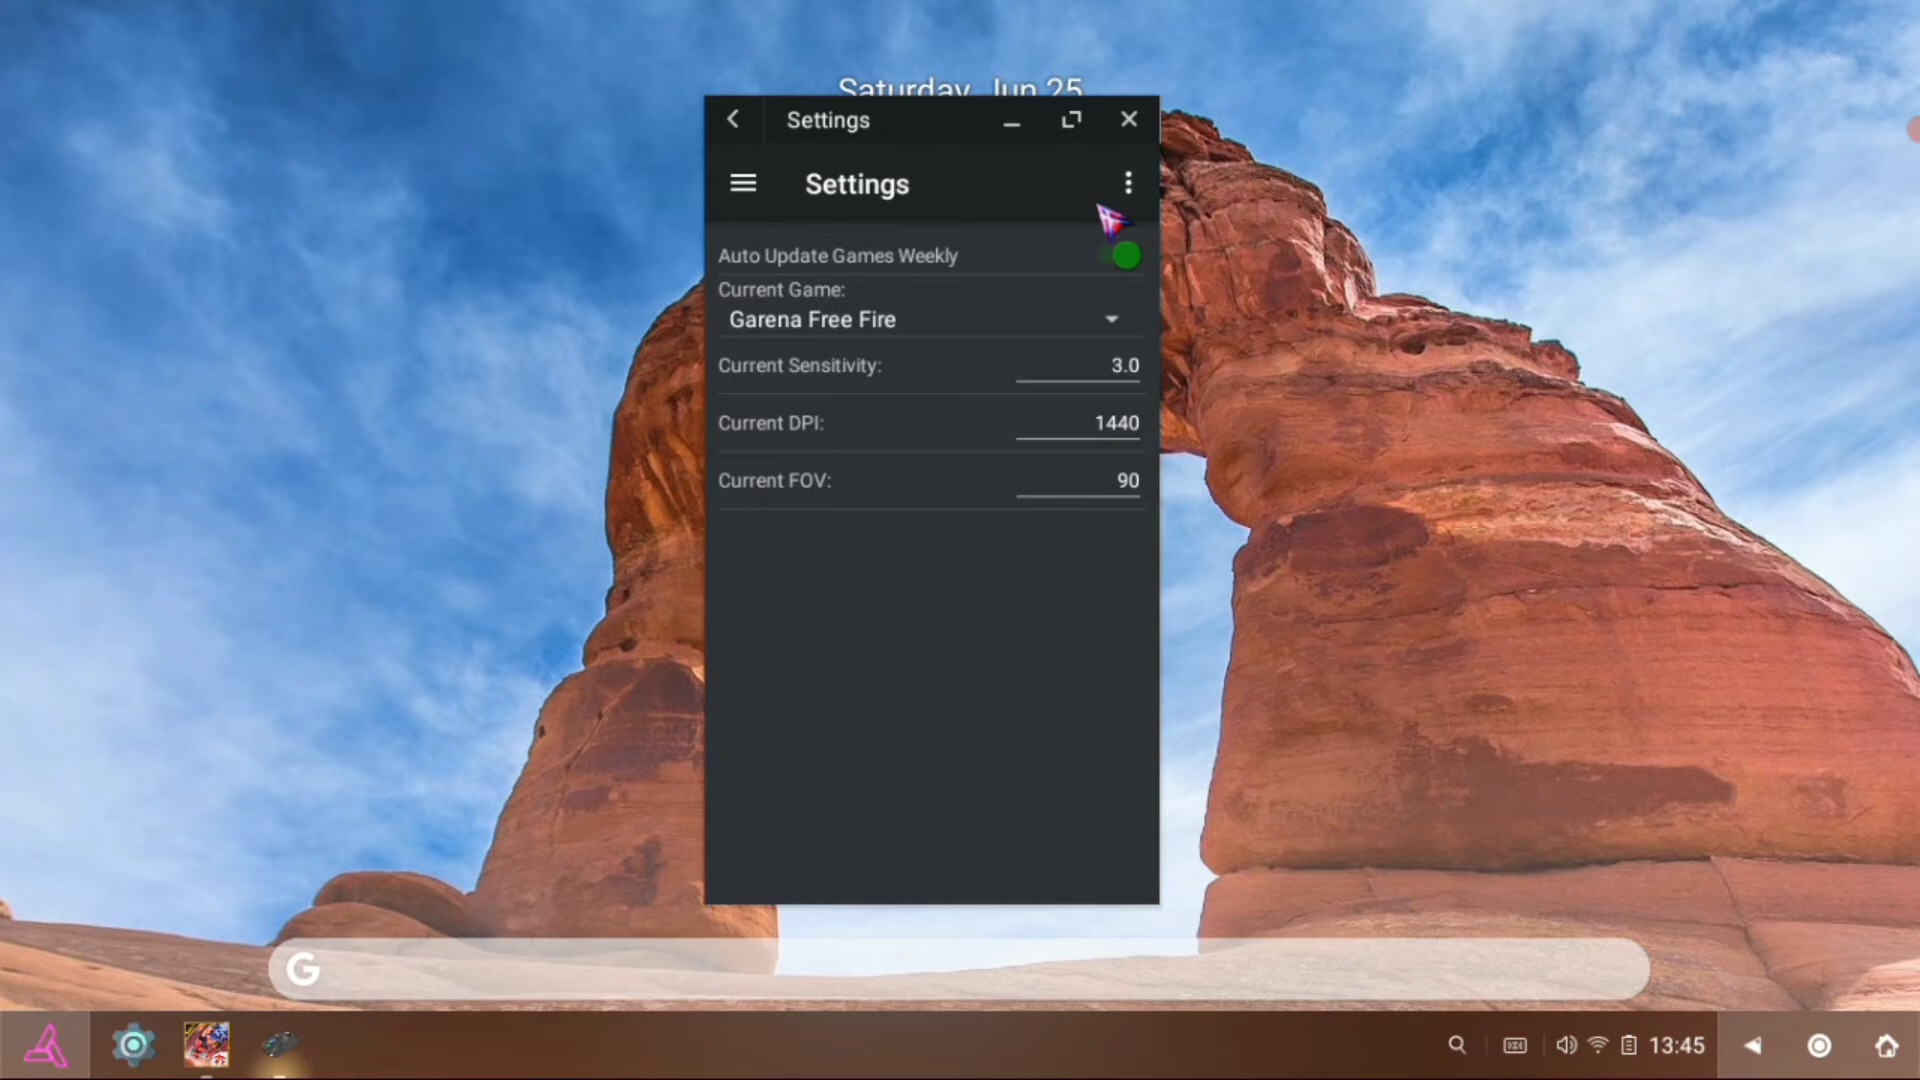 Saturday, Jun 25
Settings
Settings
Auto Update Games Weekly
Current Game:
Garena Free Fire
Current Sensitivity:
3.0
Current DPI:
1440
Current FOV:
90
G
13:45